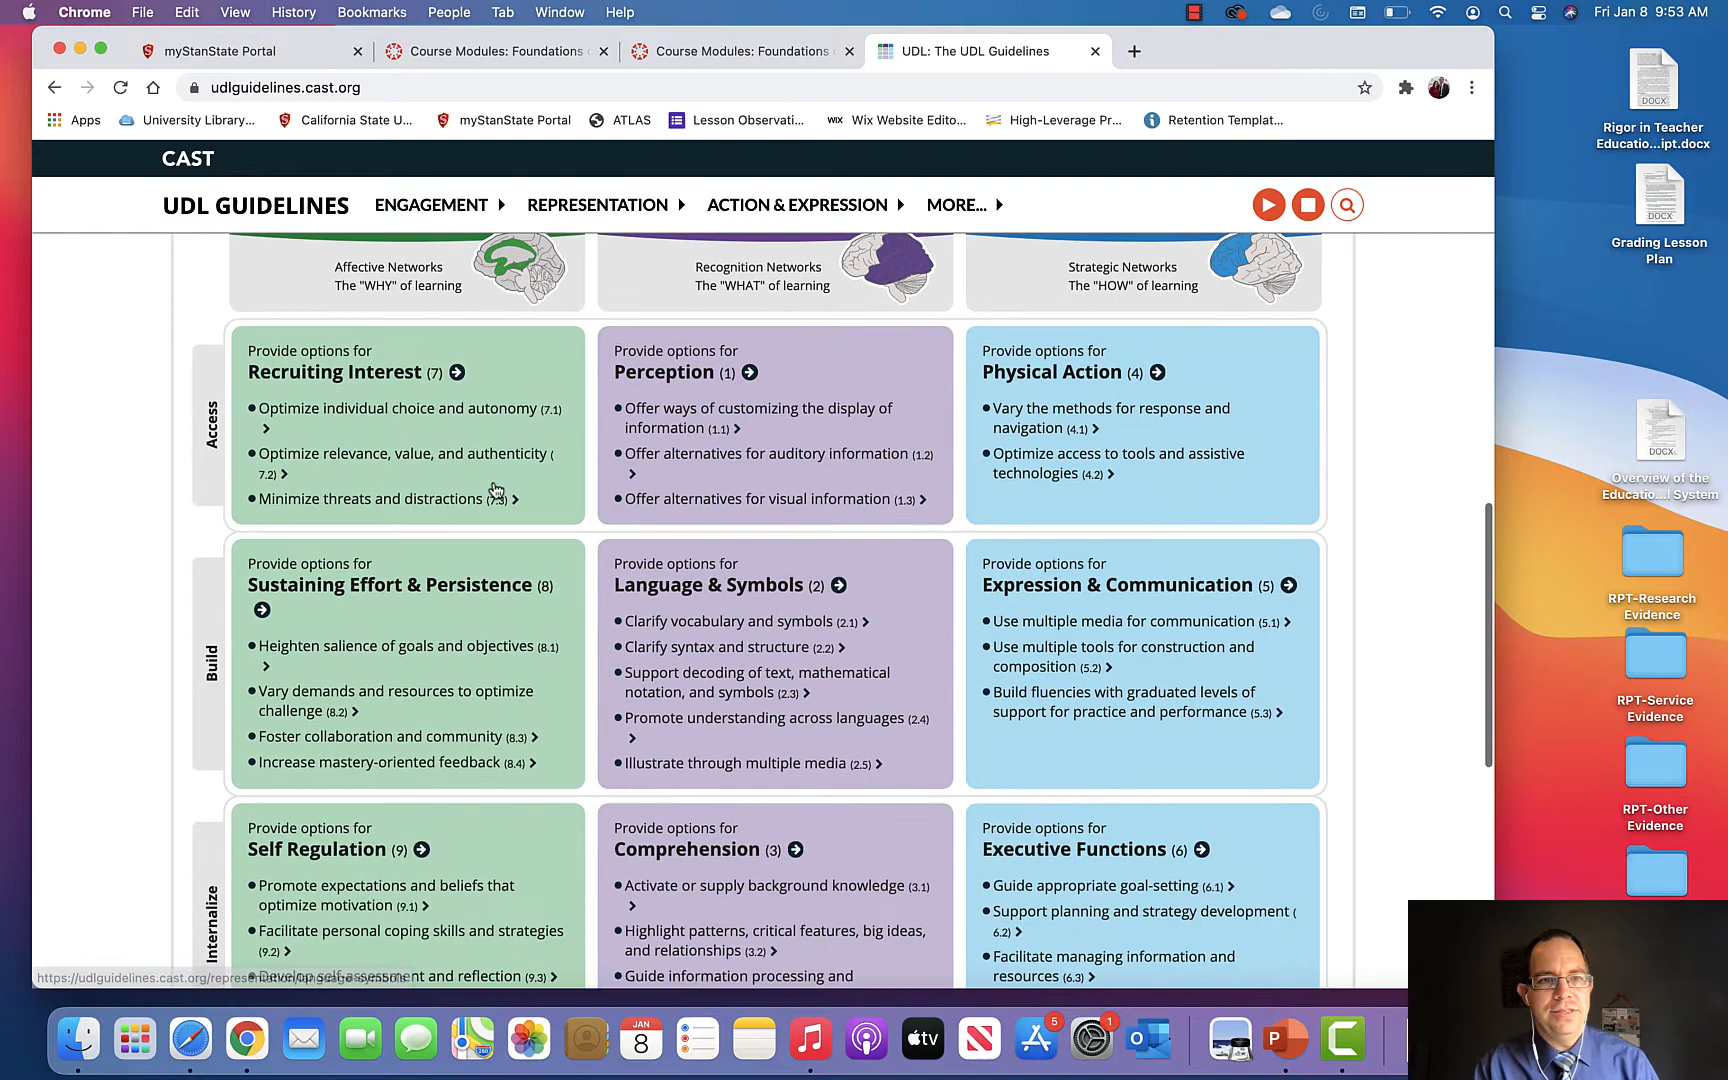 Chrome File Edit View History Bookmarks People Tab Window Help
Fri Jan 8 9:53 AM
myStanState Portal
Course Modules: Foundations
Course Modules: Foundations
UDL: The UDL Guidelines
udlguidelines.cast.org
Apps
University Library...
California State U...
myStanState Portal
ATLAS
Lesson Observati...
WIX Wix Website Edito...
High-Leverage Pr...
Retention Templat...
CAST
UDL GUIDELINES
ENGAGEMENT
REPRESENTATION
ACTION & EXPRESSION
MORE...
Affective Networks
The "WHY" of learning
Recognition Networks
The "WHAT" of learning
Strategic Networks
The "HOW" of learning
Access
Provide options for
Recruiting Interest (7)
• Optimize individual choice and autonomy (7.1)
• Optimize relevance, value, and authenticity (
7.2)
• Minimize threats and distractions (7.3)
Provide options for
Perception (1)
• Offer ways of customizing the display of
information (1.1)
• Offer alternatives for auditory information (1.2)
• Offer alternatives for visual information (1.3)
Provide options for
Physical Action (4)
• Vary the methods for response and
navigation (4.1)
• Optimize access to tools and assistive
technologies (4.2)
Build
Provide options for
Sustaining Effort & Persistence (8)
• Heighten salience of goals and objectives (8.1)
• Vary demands and resources to optimize
challenge (8.2)
• Foster collaboration and community (8.3)
• Increase mastery-oriented feedback (8.4)
Provide options for
Language & Symbols (2)
• Clarify vocabulary and symbols (2.1)
• Clarify syntax and structure (2.2)
• Support decoding of text, mathematical
notation, and symbols (2.3)
• Promote understanding across languages (2.4)
• Illustrate through multiple media (2.5)
Provide options for
Expression & Communication (5)
• Use multiple media for communication (5.1)
• Use multiple tools for construction and
composition (5.2)
• Build fluencies with graduated levels of
support for practice and performance (5.3)
Internalize
Provide options for
Self Regulation (9)
• Promote expectations and beliefs that
optimize motivation (9.1)
• Facilitate personal coping skills and strategies
(9.2)
• Develop self-assessment and reflection (9.3)
Provide options for
Comprehension (3)
• Activate or supply background knowledge (3.1)
• Highlight patterns, critical features, big ideas,
and relationships (3.2)
• Guide information processing and
Provide options for
Executive Functions (6)
• Guide appropriate goal-setting (6.1)
• Support planning and strategy development (
6.2)
• Facilitate managing information and
resources (6.3)
https://udlguidelines.cast.org/representation/language-symbols
DOCX
Rigor in Teacher
Educatio...ipt.docx
DOCX
Grading Lesson
Plan
DOCX
Overview of the
Educatio...l System
RPT-Research
Evidence
RPT-Service
Evidence
RPT-Other
Evidence
JAN
8
280
tv
5
1